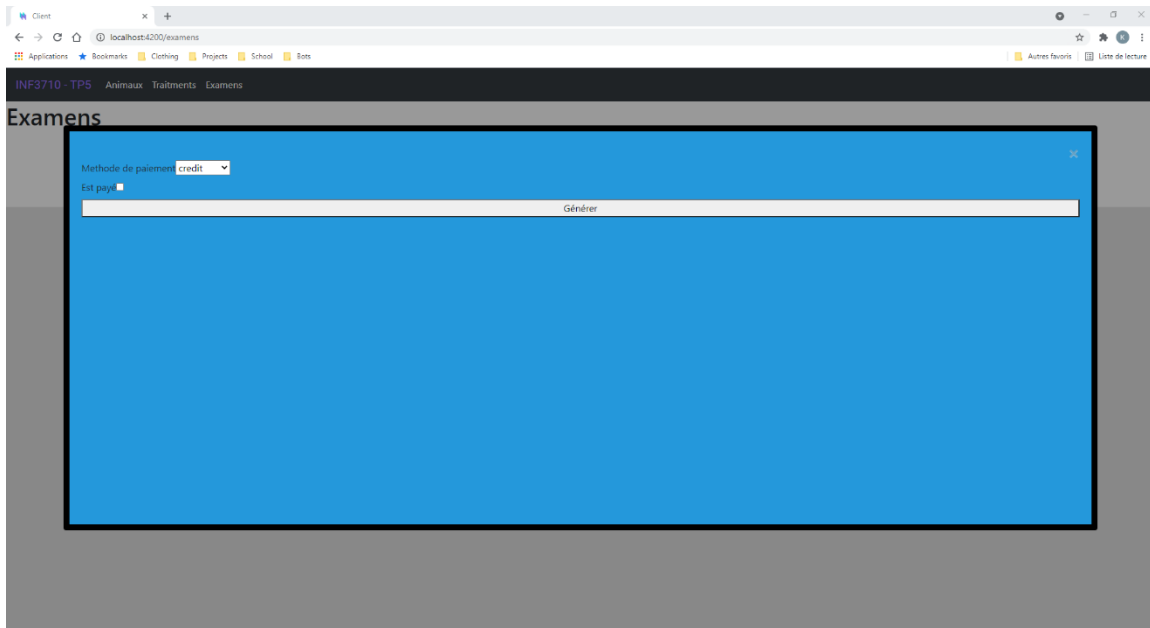 Client
localhost:4200/examens
K
Applications Bookmarks Clothing Projects School Bots Autres favoris Liste de lecture
INF3710 - TP5 Animaux Traitments Examens
Examens
Methode de paiement credit
Est payé
Générer